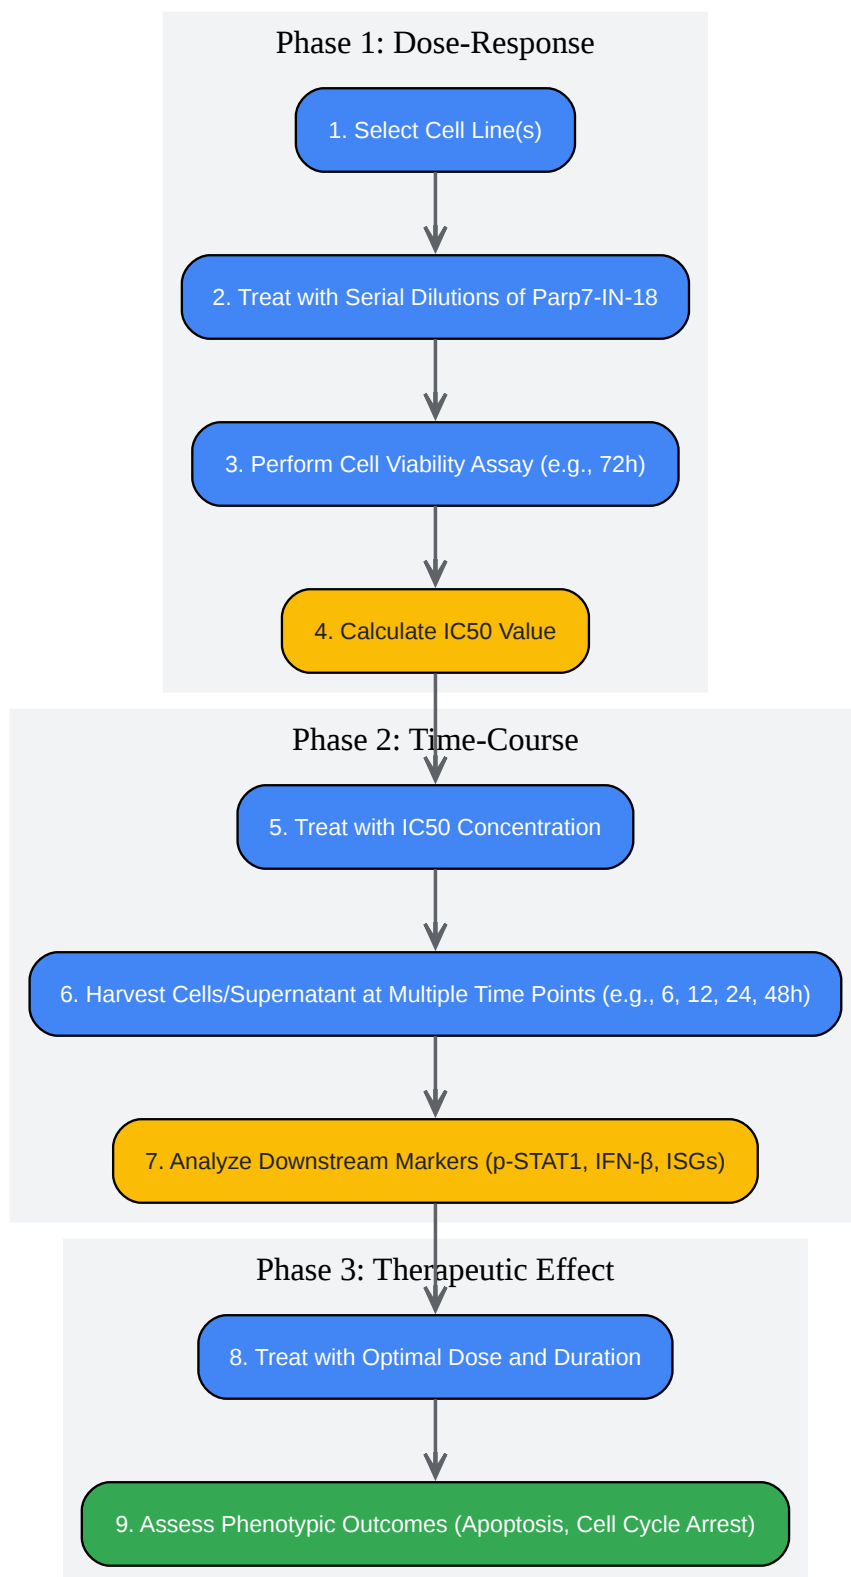 Phase 1: Dose-Response
1. Select Cell Line(s)
2. Treat with Serial Dilutions of Parp7-IN-18
3. Perform Cell Viability Assay (e.g., 72h)
4. Calculate IC50 Value
Phase 2: Time-Course
5. Treat with IC50 Concentration
6. Harvest Cells/Supernatant at Multiple Time Points (e.g., 6, 12, 24, 48h)
7. Analyze Downstream Markers (p-STAT1, IFN-β, ISGs)
Phase 3: Therapeutic Effect
8. Treat with Optimal Dose and Duration
9. Assess Phenotypic Outcomes (Apoptosis, Cell Cycle Arrest)